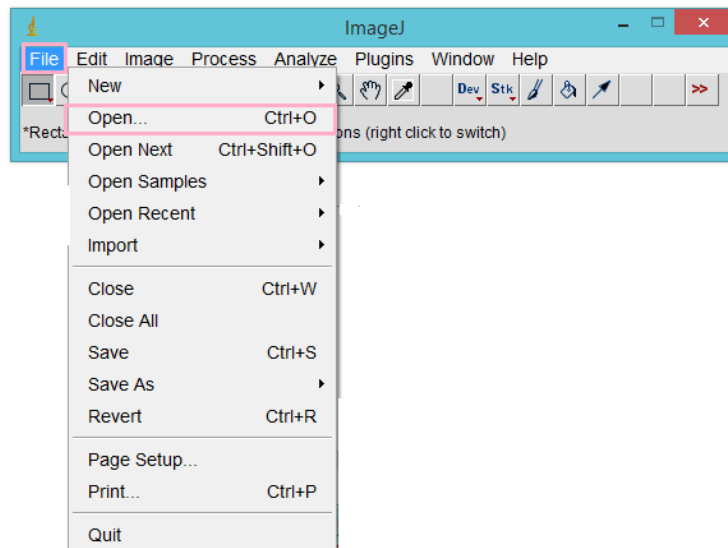 ImageJ
File Edit Image Process Analyze Plugins Window Help
Dev Stk >>
*Recta ons (right click to switch)
New
Open... Ctrl+O
Open Next Ctrl+Shift+O
Open Samples
Open Recent
Import
Close Ctrl+W
Close All
Save Ctrl+S
Save As
Revert Ctrl+R
Page Setup...
Print... Ctrl+P
Quit